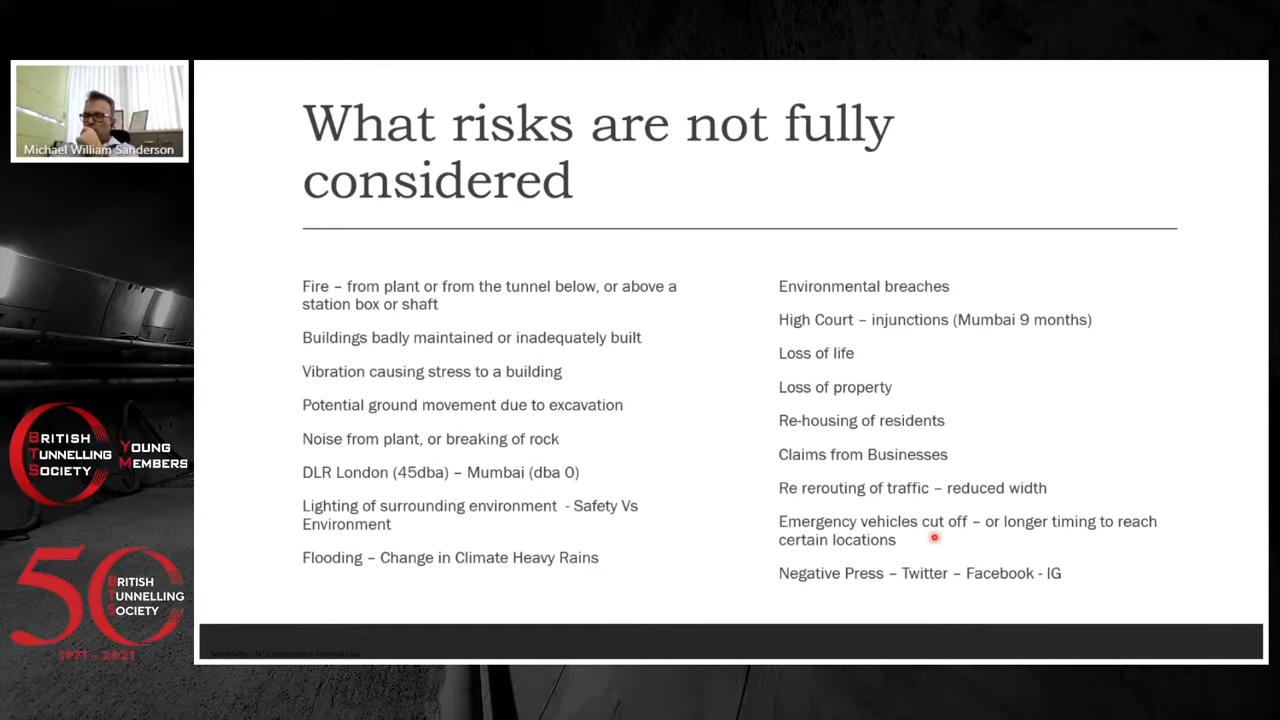 Michael William Sanderson
What risks are not fully
considered
Fire – from plant or from the tunnel below, or above a
station box or shaft
Buildings badly maintained or inadequately built
Vibration causing stress to a building
Potential ground movement due to excavation
Noise from plant, or breaking of rock
DLR London (45dba) – Mumbai (dba 0)
Lighting of surrounding environment  - Safety Vs
Environment
Flooding – Change in Climate Heavy Rains
Environmental breaches
High Court – injunctions (Mumbai 9 months)
Loss of life
Loss of property
Re-housing of residents
Claims from Businesses
Re rerouting of traffic – reduced width
Emergency vehicles cut off – or longer timing to reach
certain locations
Negative Press – Twitter – Facebook - IG
BRITISH
TUNNELLING
SOCIETY
YOUNG
MEMBERS
50
BRITISH
TUNNELLING
SOCIETY
1971 - 2021